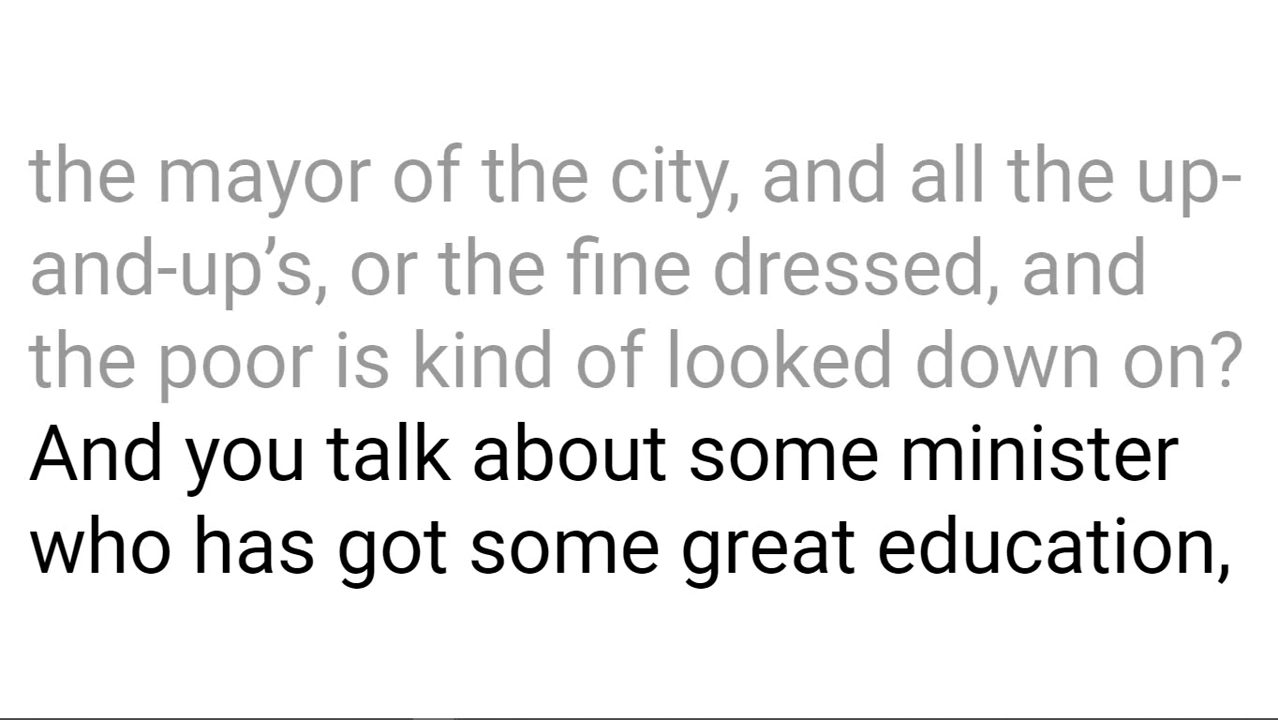 the mayor of the city, and all the up-
and-up’s, or the fine dressed, and
the poor is kind of looked down on?
And you talk about some minister
who has got some great education,